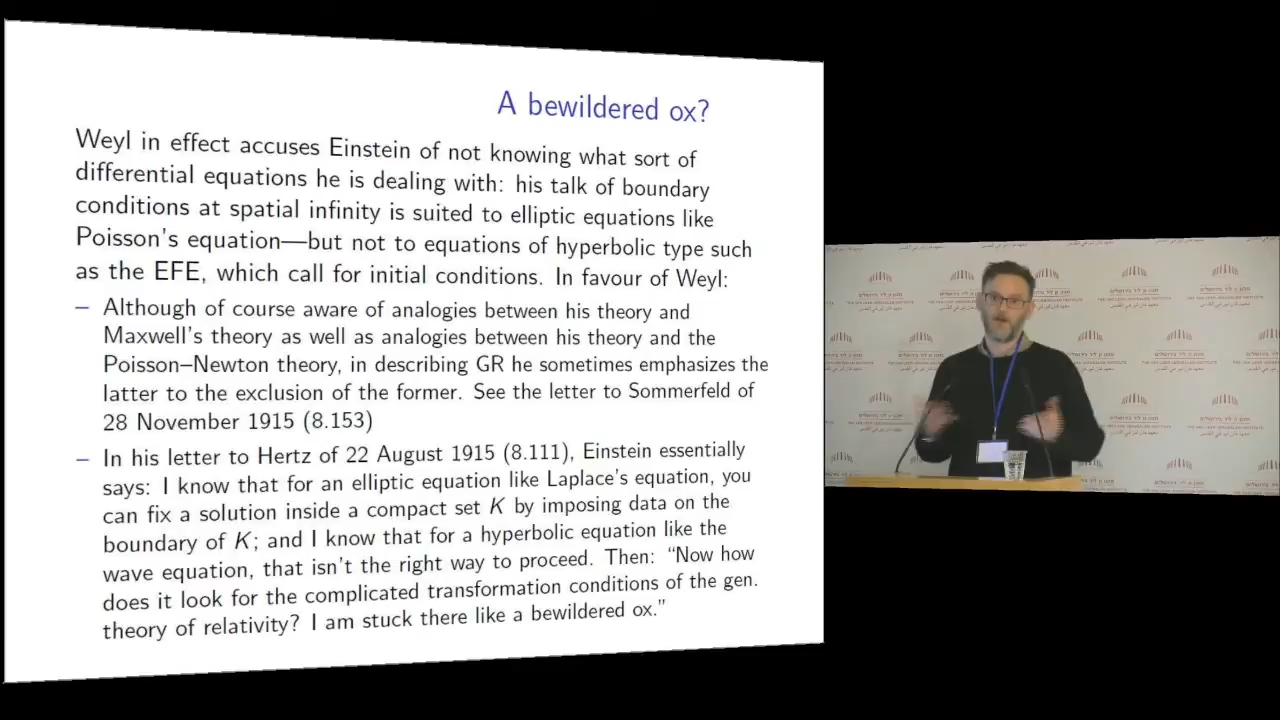 A bewildered ox?
Weyl in effect accuses Einstein of not knowing what sort of
differential equations he is dealing with: his talk of boundary
conditions at spatial infinity is suited to elliptic equations like
Poisson's equation—but not to equations of hyperbolic type such
as the EFE, which call for initial conditions. In favour of Weyl:
– Although of course aware of analogies between his theory and
Maxwell's theory as well as analogies between his theory and the
Poisson–Newton theory, in describing GR he sometimes emphasizes the
latter to the exclusion of the former. See the letter to Sommerfeld of
28 November 1915 (8.153)
– In his letter to Hertz of 22 August 1915 (8.111), Einstein essentially
says: I know that for an elliptic equation like Laplace's equation, you
can fix a solution inside a compact set K by imposing data on the
boundary of K; and I know that for a hyperbolic equation like the
wave equation, that isn't the right way to proceed. Then: “Now how
does it look for the complicated transformation conditions of the gen.
theory of relativity? I am stuck there like a bewildered ox.”